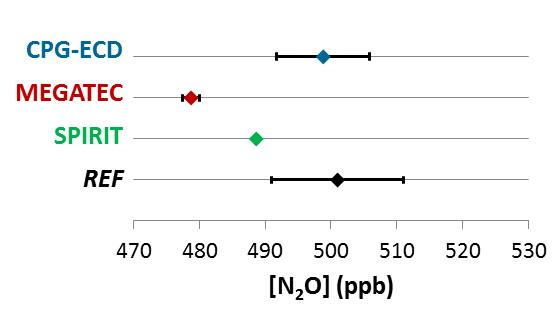 CPG-ECD
MEGATEC
SPIRIT
REF
470 480 490 500 510 520 530
[N₂O] (ppb)